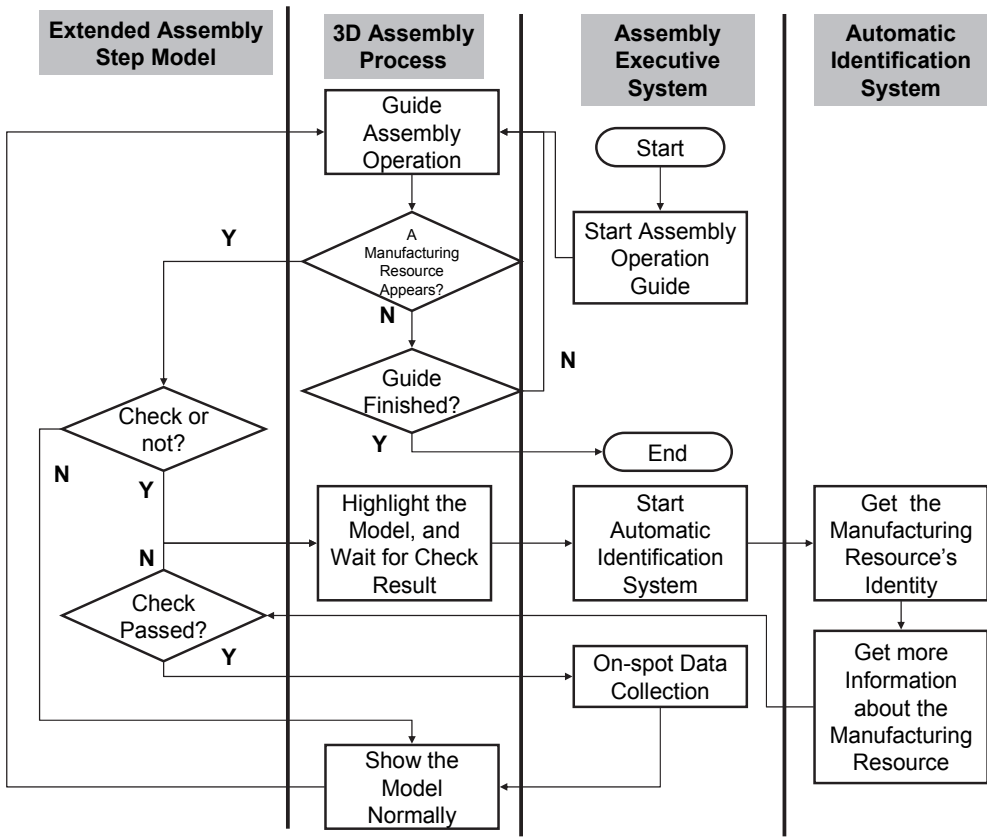 Extended Assembly
Step Model
3D Assembly
Process
Assembly
Executive
System
Automatic
Identification
System
Guide
Assembly
Operation
Start
Start Assembly
Operation
Guide
A
Manufacturing
Resource
Appears?
Y
N
Guide
Finished?
N
Y
End
Check or
not?
N
Y
Highlight the
Model, and
Wait for Check
Result
Start
Automatic
Identification
System
Get the
Manufacturing
Resource's
Identity
N
Check
Passed?
Y
On-spot Data
Collection
Get more
Information
about the
Manufacturing
Resource
Show the
Model
Normally